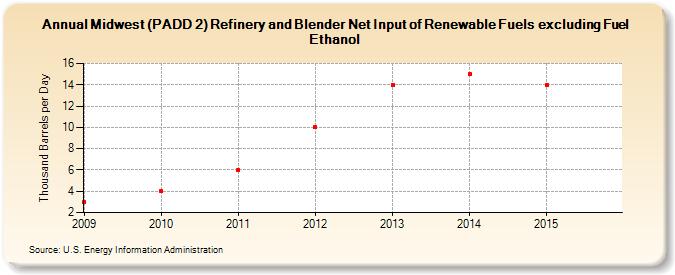 Annual Midwest (PADD 2) Refinery and Blender Net Input of Renewable Fuels excluding Fuel
Ethanol
Thousand Barrels per Day
16
14
12
10
8
6
4
2
2009 2010 2011 2012 2013 2014 2015
Source: U.S. Energy Information Administration